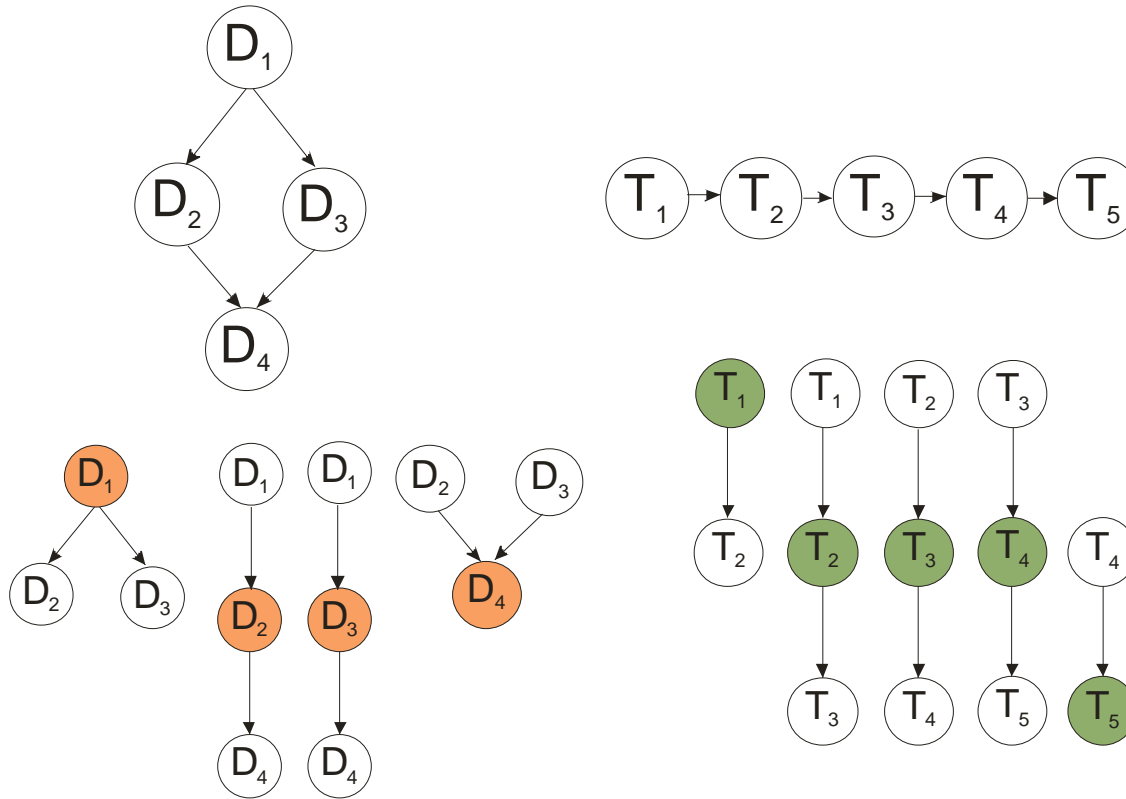 D1
D2 D3
D4
T1 T2 T3 T4 T5
D1 D1 D1 D2 D3
D2 D3 D2 D3 D4
D4 D4
T1 T1 T2 T3
T2 T2 T3 T4 T4
T3 T4 T5 T5